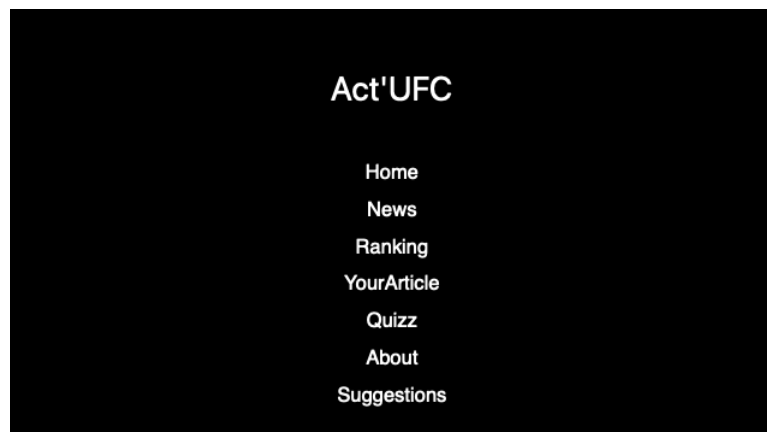 Act'UFC
Home
News
Ranking
YourArticle
Quizz
About
Suggestions